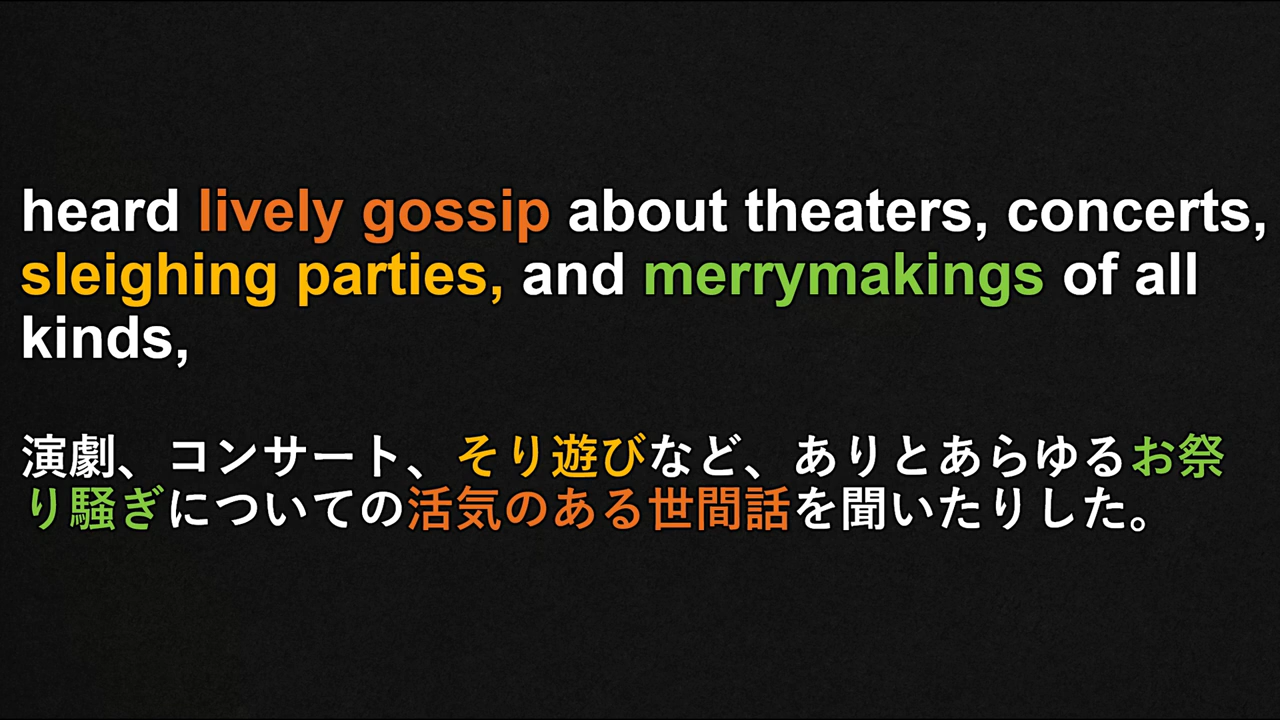 heard lively gossip about theaters, concerts,
sleighing parties, and merrymakings of all
kinds,
演劇、コンサート、そり遊びなど、ありとあらゆるお祭
り騒ぎについての活気のある世間話を聞いたりした。